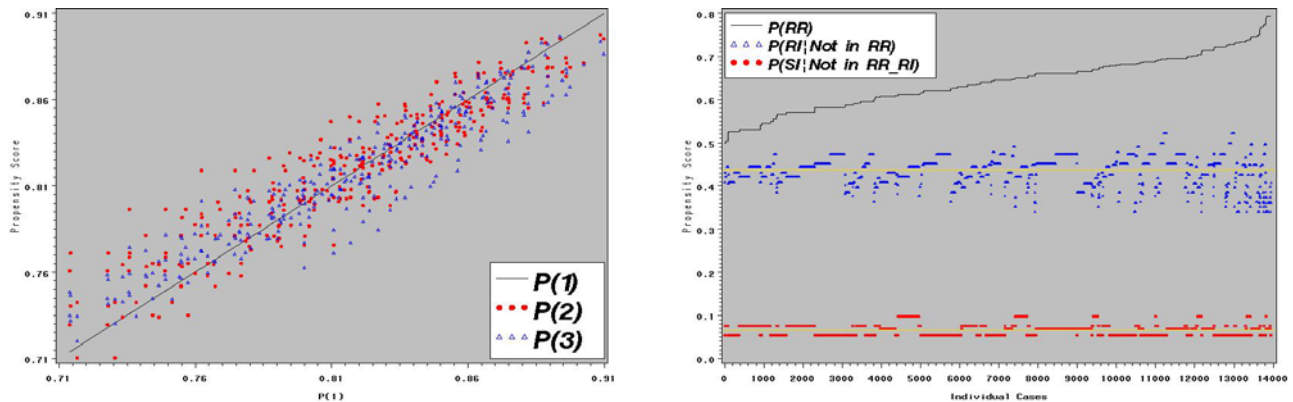 0.91
0.86
0.81
0.76
0.71
Propensity Score
P(1)
P(2)
P(3)
0.71 0.76 0.81 0.86 0.91
P(1)
0.8
0.7
0.6
0.5
0.4
0.3
0.2
0.1
0.0
Propensity Score
P(RR)
P(RI¦Not in RR)
P(SI¦Not in RR_RI)
0 1000 2000 3000 4000 5000 6000 7000 8000 9000 10000 11000 12000 13000 14000
Individual Cases